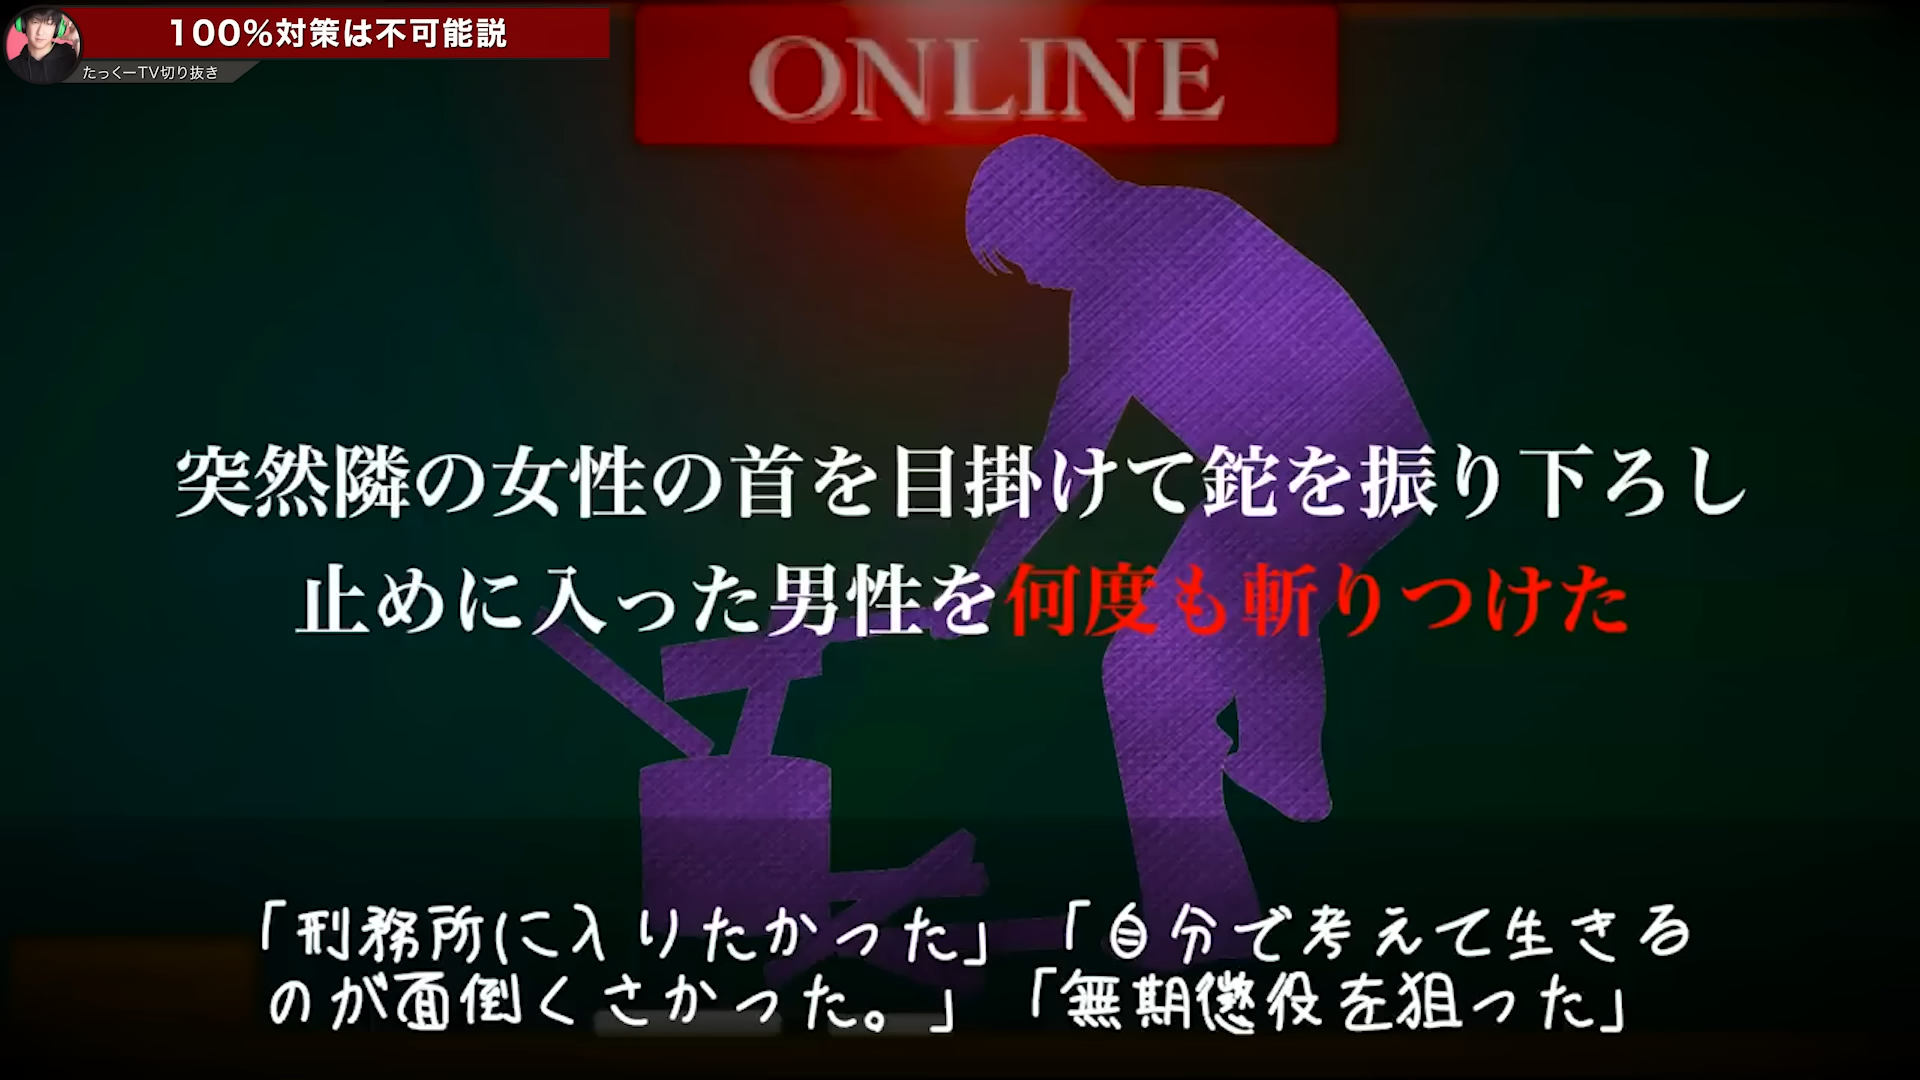 100%対策は不可能説
たっくーTV切り抜き
ONLINE
突然隣の女性の首を目掛けて鉈を振り下ろし
止めに入った男性を何度も斬りつけた
「刑務所に入りたかった」「自分で考えて生きる
のが面倒くさかった。」「無期懲役を狙った」